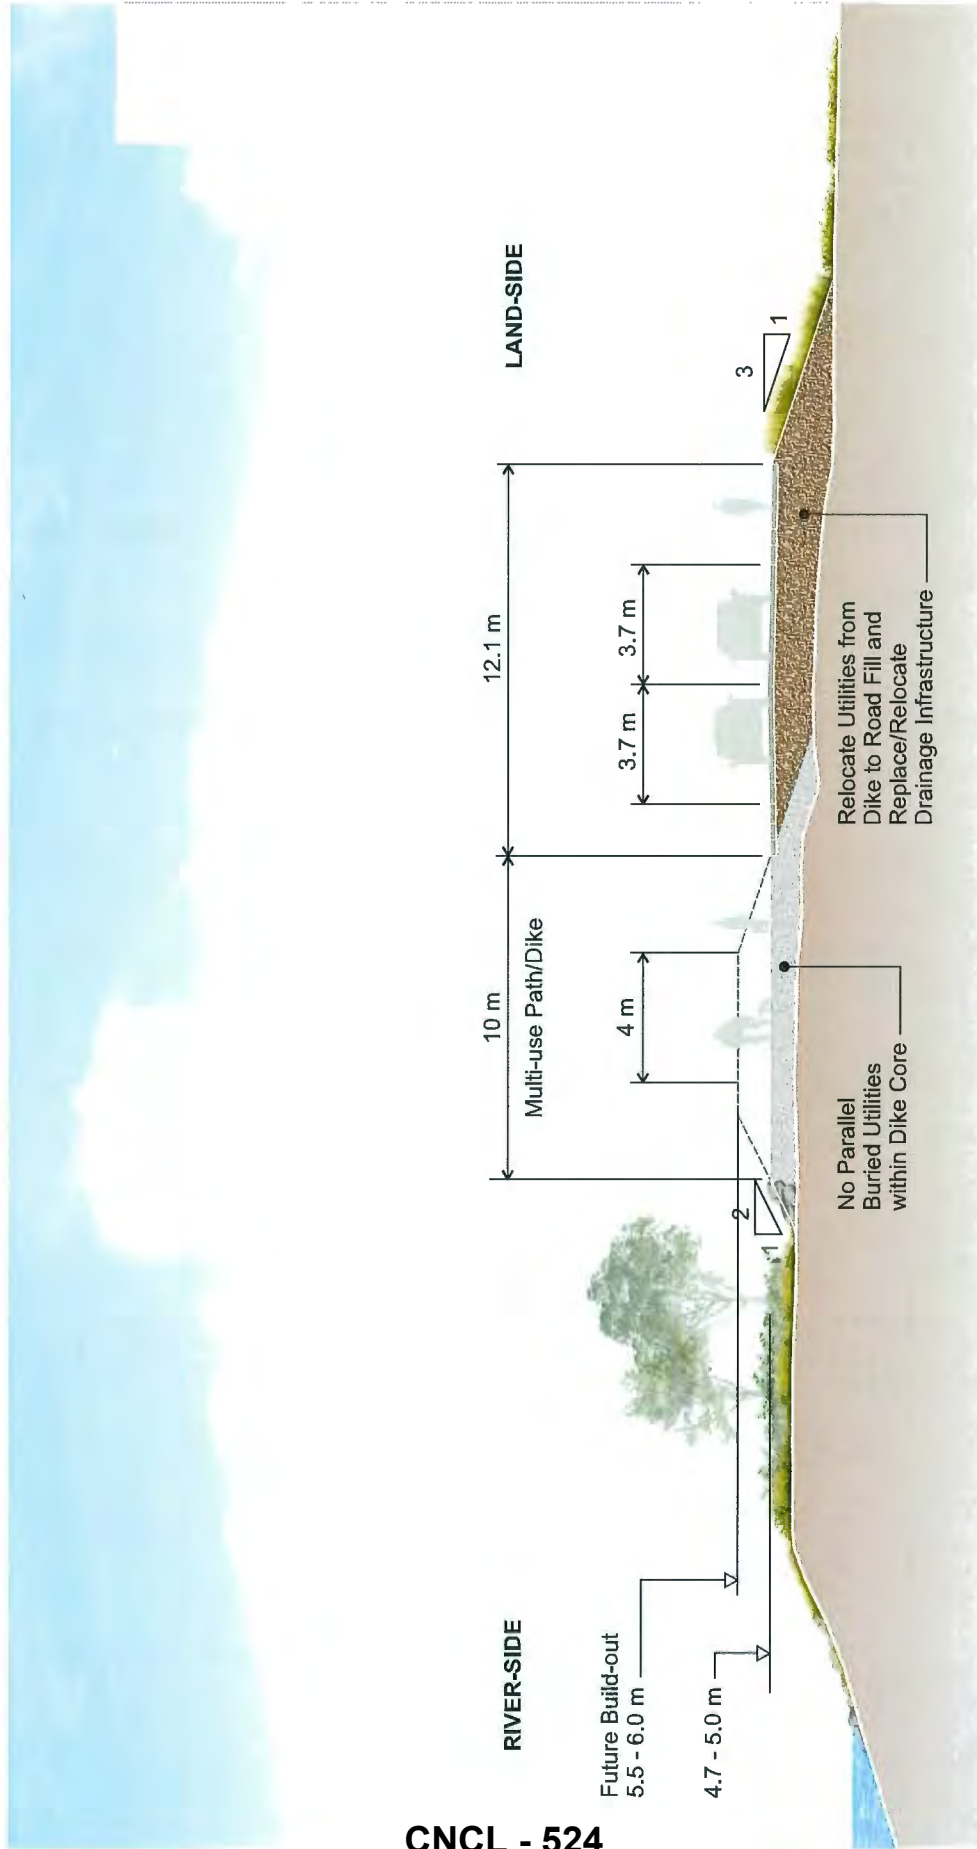 RIVER-SIDE
LAND-SIDE
10 m
12.1 m
Multi-use Path/Dike
4 m
3.7 m
3.7 m
Future Build-out
5.5 - 6.0 m
4.7 - 5.0 m
2
1
3
1
No Parallel
Buried Utilities
within Dike Core
Relocate Utilities from
Dike to Road Fill and
Replace/Relocate
Drainage Infrastructure
CNCL - 524